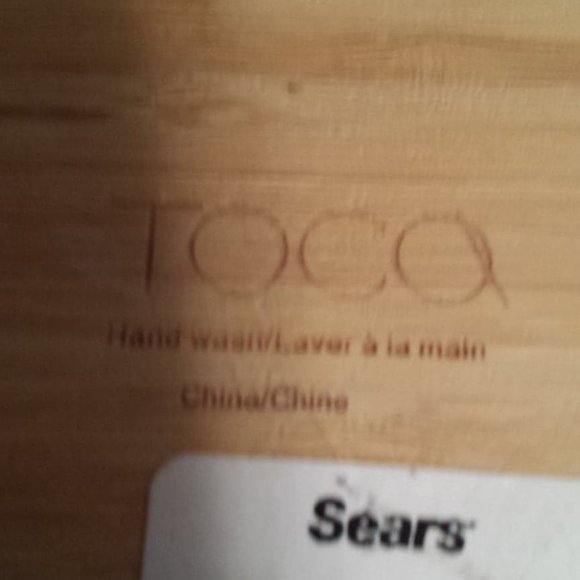 TOCA
Hand wash/Laver à la main
China/Chine
Sears